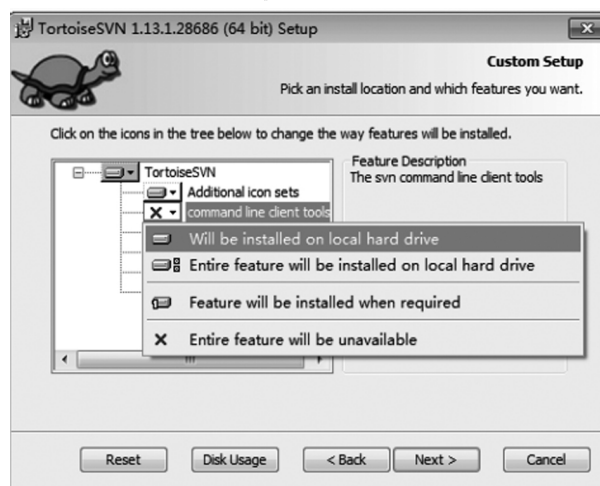 TortoiseSVN 1.13.1.28686 (64 bit) Setup
Custom Setup
Pick an install location and which features you want.
Click on the icons in the tree below to change the way features will be installed.
TortoiseSVN
Additional icon sets
command line client tools
Feature Description
The svn command line client tools
Will be installed on local hard drive
Entire feature will be installed on local hard drive
Feature will be installed when required
Entire feature will be unavailable
Reset
Disk Usage
< Back
Next >
Cancel